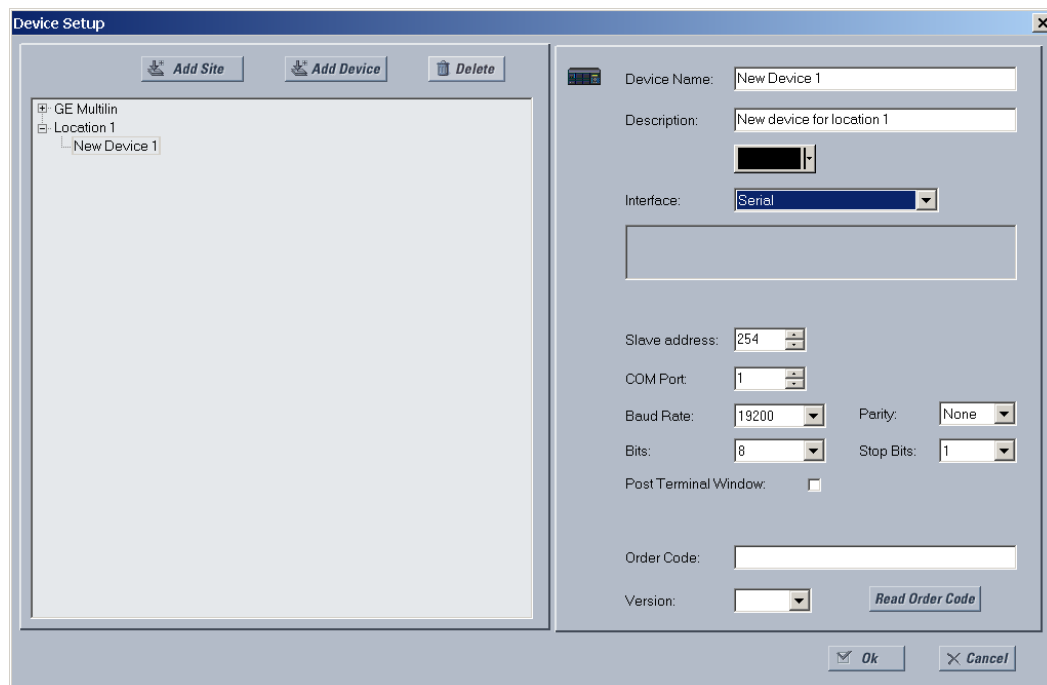 Device Setup
Add Site Add Device Delete
GE Multilin
Location 1
New Device 1
Device Name: New Device 1
Description: New device for location 1
Interface: Serial
Slave address: 254
COM Port: 1
Baud Rate: 19200 Parity: None
Bits: 8 Stop Bits: 1
Post Terminal Window:
Order Code:
Version: Read Order Code
Ok Cancel